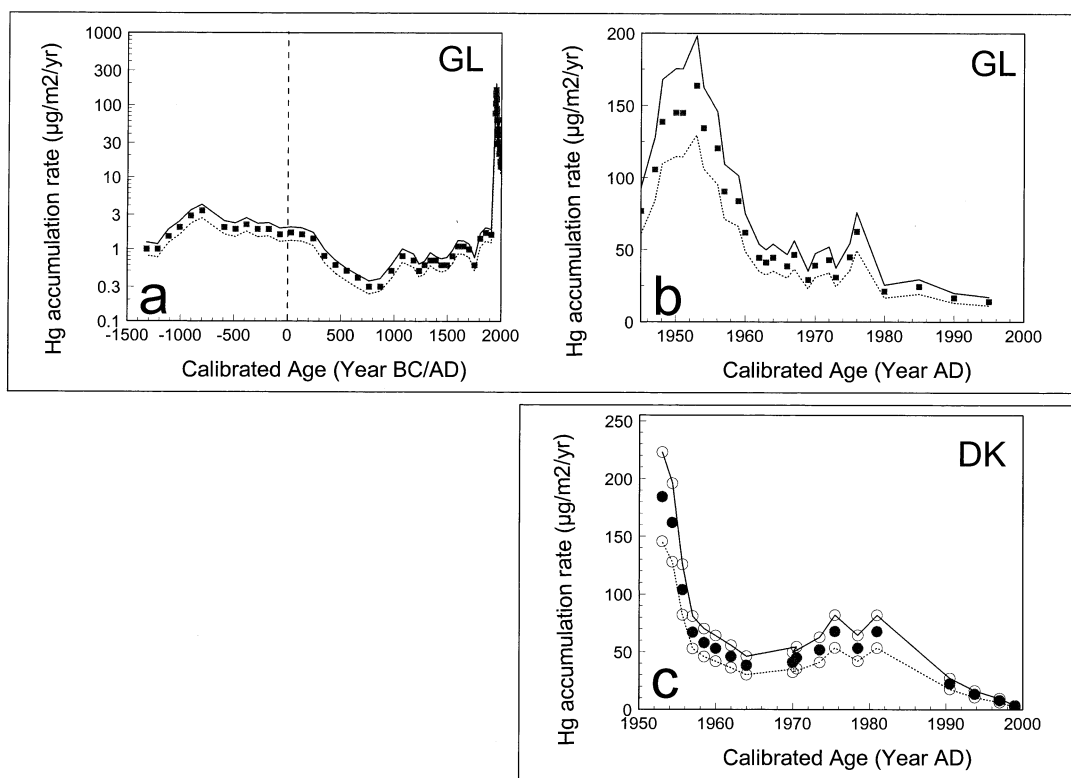 1000
300
100
30
10
3
1
0.3
0.1
Hg accumulation rate (µg/m2/yr)
GL
a
-1500 -1000 -500 0 500 1000 1500 2000
Calibrated Age (Year BC/AD)
200
150
100
50
0
Hg accumulation rate (µg/m2/yr)
GL
b
1950 1960 1970 1980 1990 2000
Calibrated Age (Year AD)
250
200
150
100
50
0
Hg accumulation rate (µg/m2/yr)
DK
c
1950 1960 1970 1980 1990 2000
Calibrated Age (Year AD)